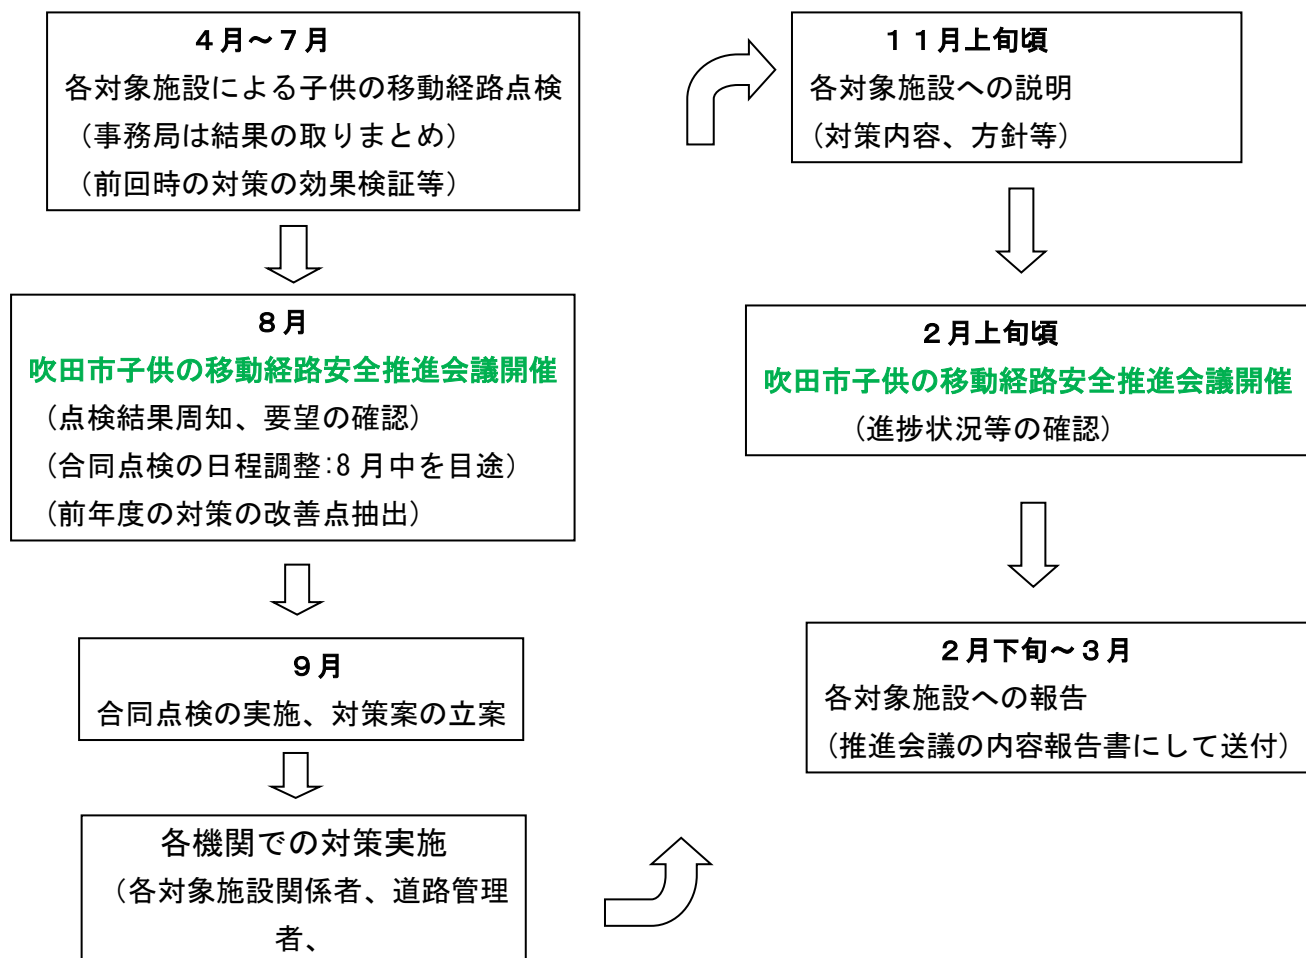 ４月～７月
各対象施設による子供の移動経路点検
（事務局は結果の取りまとめ）
（前回時の対策の効果検証等）
８月
吹田市子供の移動経路安全推進会議開催
（点検結果周知、要望の確認）
（合同点検の日程調整：8月中を目途）
（前年度の対策の改善点抽出）
９月
合同点検の実施、対策案の立案
各機関での対策実施
（各対象施設関係者、道路管理
者、
１１月上旬頃
各対象施設への説明
（対策内容、方針等）
２月上旬頃
吹田市子供の移動経路安全推進会議開催
（進捗状況等の確認）
２月下旬～３月
各対象施設への報告
（推進会議の内容報告書にして送付）